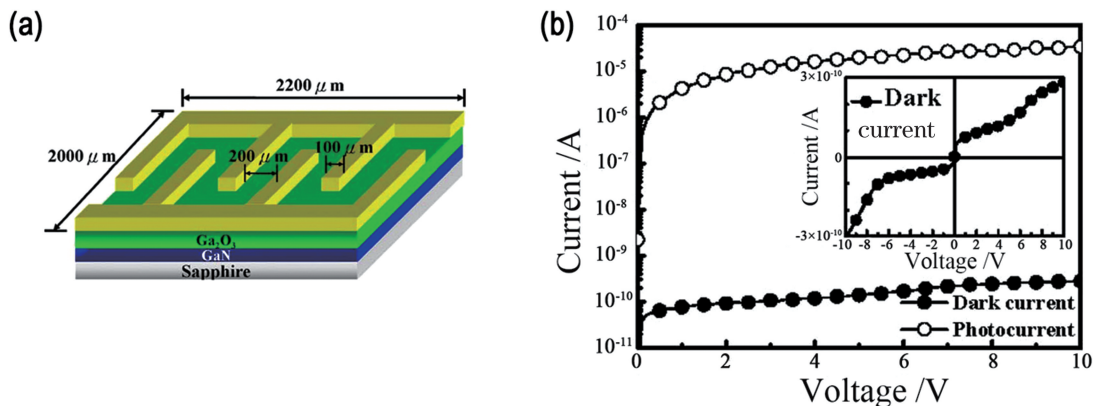 (a)
2200 μm
2000 μm
200 μm
100 μm
Ga₂O₃
GaN
Sapphire
(b)
Current /A
10⁻⁴
10⁻⁵
10⁻⁶
10⁻⁷
10⁻⁸
10⁻⁹
10⁻¹⁰
10⁻¹¹
0 2 4 6 8 10
Voltage /V
Dark current
Photocurrent
Current /A
3×10⁻¹⁰
0
-3×10⁻¹⁰
Dark
current
-10 -8 -6 -4 -2 0 2 4 6 8 10
Voltage /V